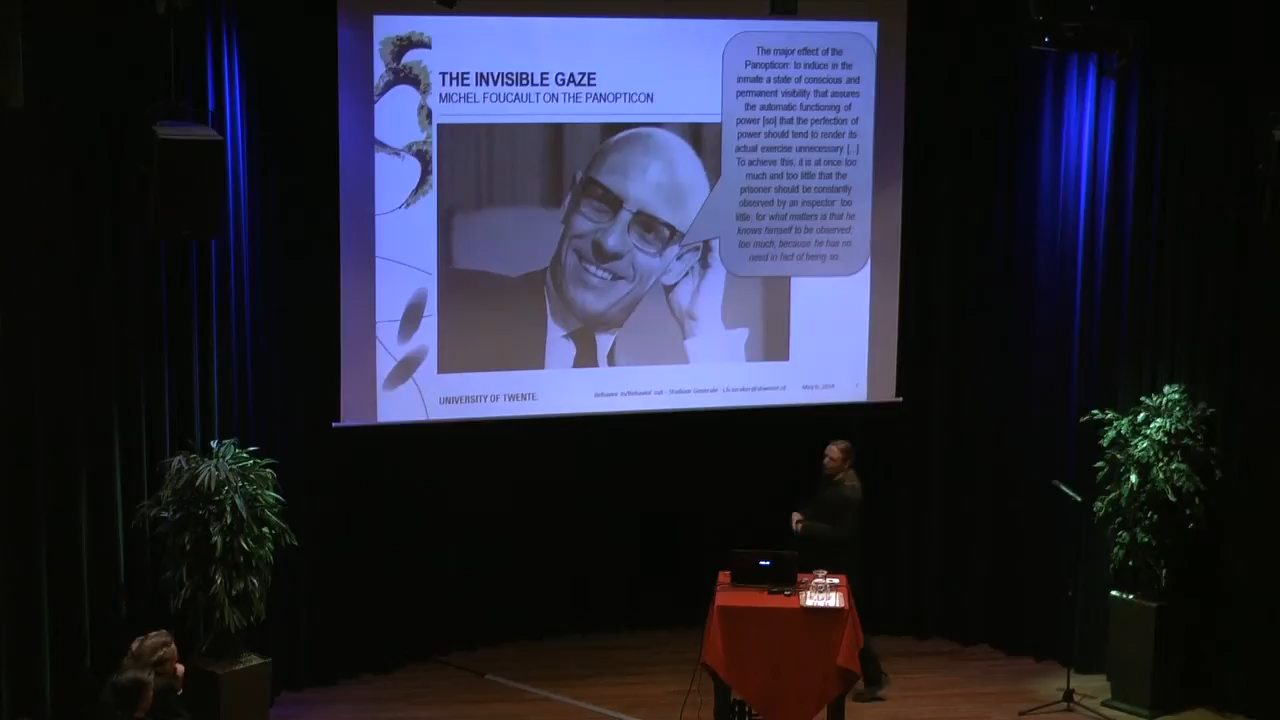 THE INVISIBLE GAZE
MICHEL FOUCAULT ON THE PANOPTICON
The major effect of the
Panopticon: to induce in the
inmate a state of conscious and
permanent visibility that assures
the automatic functioning of
power [so] that the perfection of
power should tend to render its
actual exercise unnecessary [...]
To achieve this, it is at once too
much and too little that the
prisoner should be constantly
observed by an inspector: too
little, for what matters is that he
knows himself to be observed;
too much, because he has no
need in fact of being so.
UNIVERSITY OF TWENTE.
Studium Generale